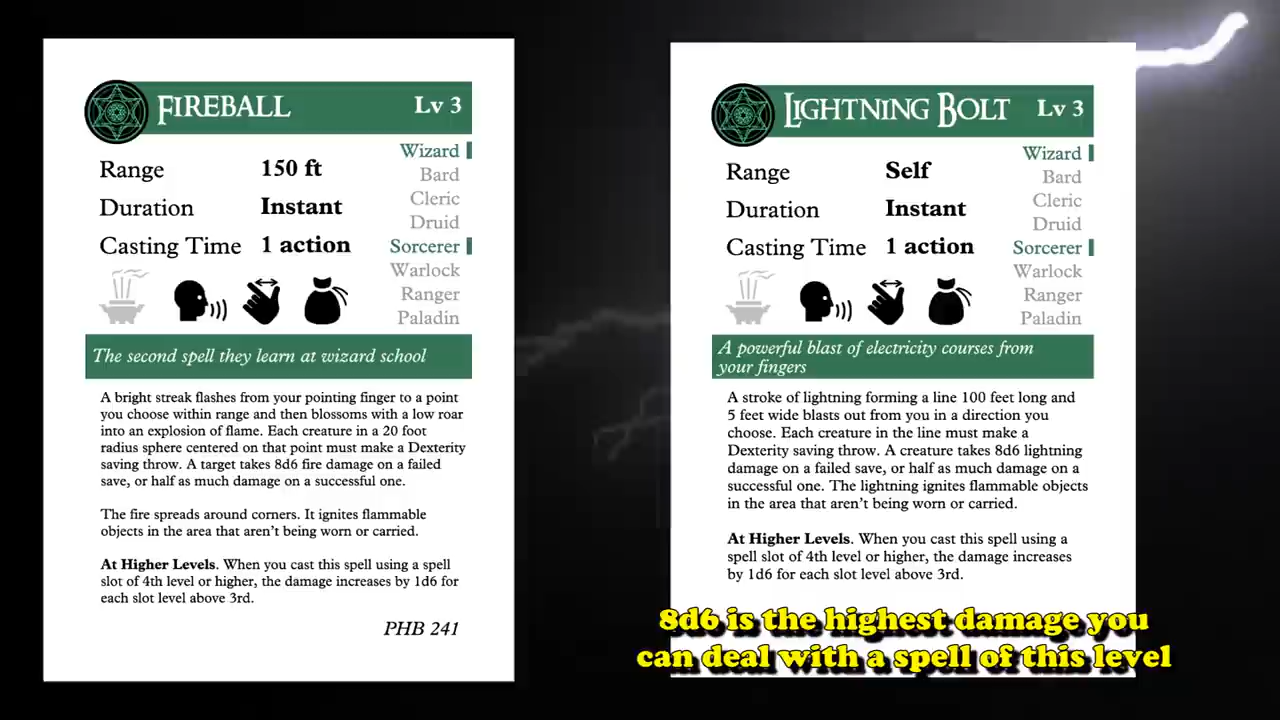 FIREBALL
Lv 3
Range 150 ft
Duration Instant
Casting Time 1 action
Wizard
Bard
Cleric
Druid
Sorcerer
Warlock
Ranger
Paladin
The second spell they learn at wizard school
A bright streak flashes from your pointing finger to a point
you choose within range and then blossoms with a low roar
into an explosion of flame. Each creature in a 20 foot
radius sphere centered on that point must make a Dexterity
saving throw. A target takes 8d6 fire damage on a failed
save, or half as much damage on a successful one.
The fire spreads around corners. It ignites flammable
objects in the area that aren't being worn or carried.
At Higher Levels. When you cast this spell using a spell
slot of 4th level or higher, the damage increases by 1d6 for
each slot level above 3rd.
PHB 241
LIGHTNING BOLT
Lv 3
Range Self
Duration Instant
Casting Time 1 action
Wizard
Bard
Cleric
Druid
Sorcerer
Warlock
Ranger
Paladin
A powerful blast of electricity courses from
your fingers
A stroke of lightning forming a line 100 feet long and
5 feet wide blasts out from you in a direction you
choose. Each creature in the line must make a
Dexterity saving throw. A creature takes 8d6 lightning
damage on a failed save, or half as much damage on a
successful one. The lightning ignites flammable objects
in the area that aren't being worn or carried.
At Higher Levels. When you cast this spell using a
spell slot of 4th level or higher, the damage increases
by 1d6 for each slot level above 3rd.
8d6 is the highest damage you
can deal with a spell of this level